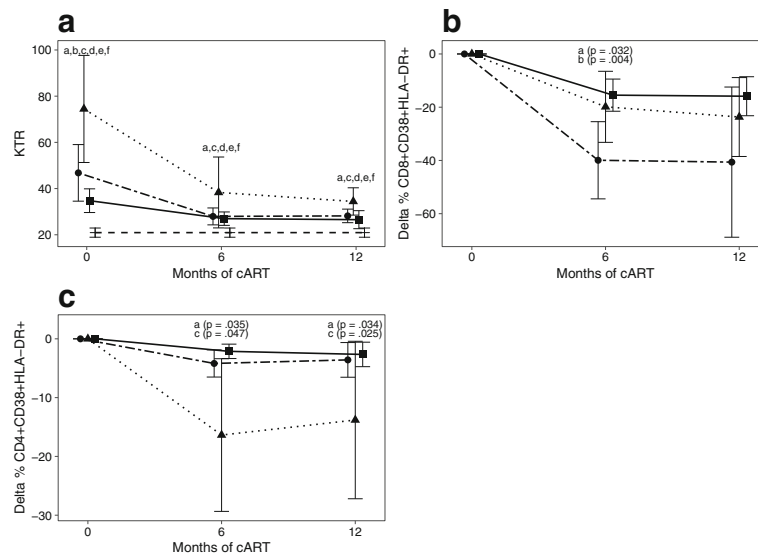 a
a,b,c,d,e,f
a,c,d,e,f
a,c,d,e,f
KTR
100
80
60
40
20
0
6
12
Months of cART
b
a (p = .032)
b (p = .004)
Delta % CD8+CD38+HLA−DR+
0
−20
−40
−60
0
6
12
Months of cART
c
a (p = .035)
c (p = .047)
a (p = .034)
c (p = .025)
Delta % CD4+CD38+HLA−DR+
0
−10
−20
−30
0
6
12
Months of cART